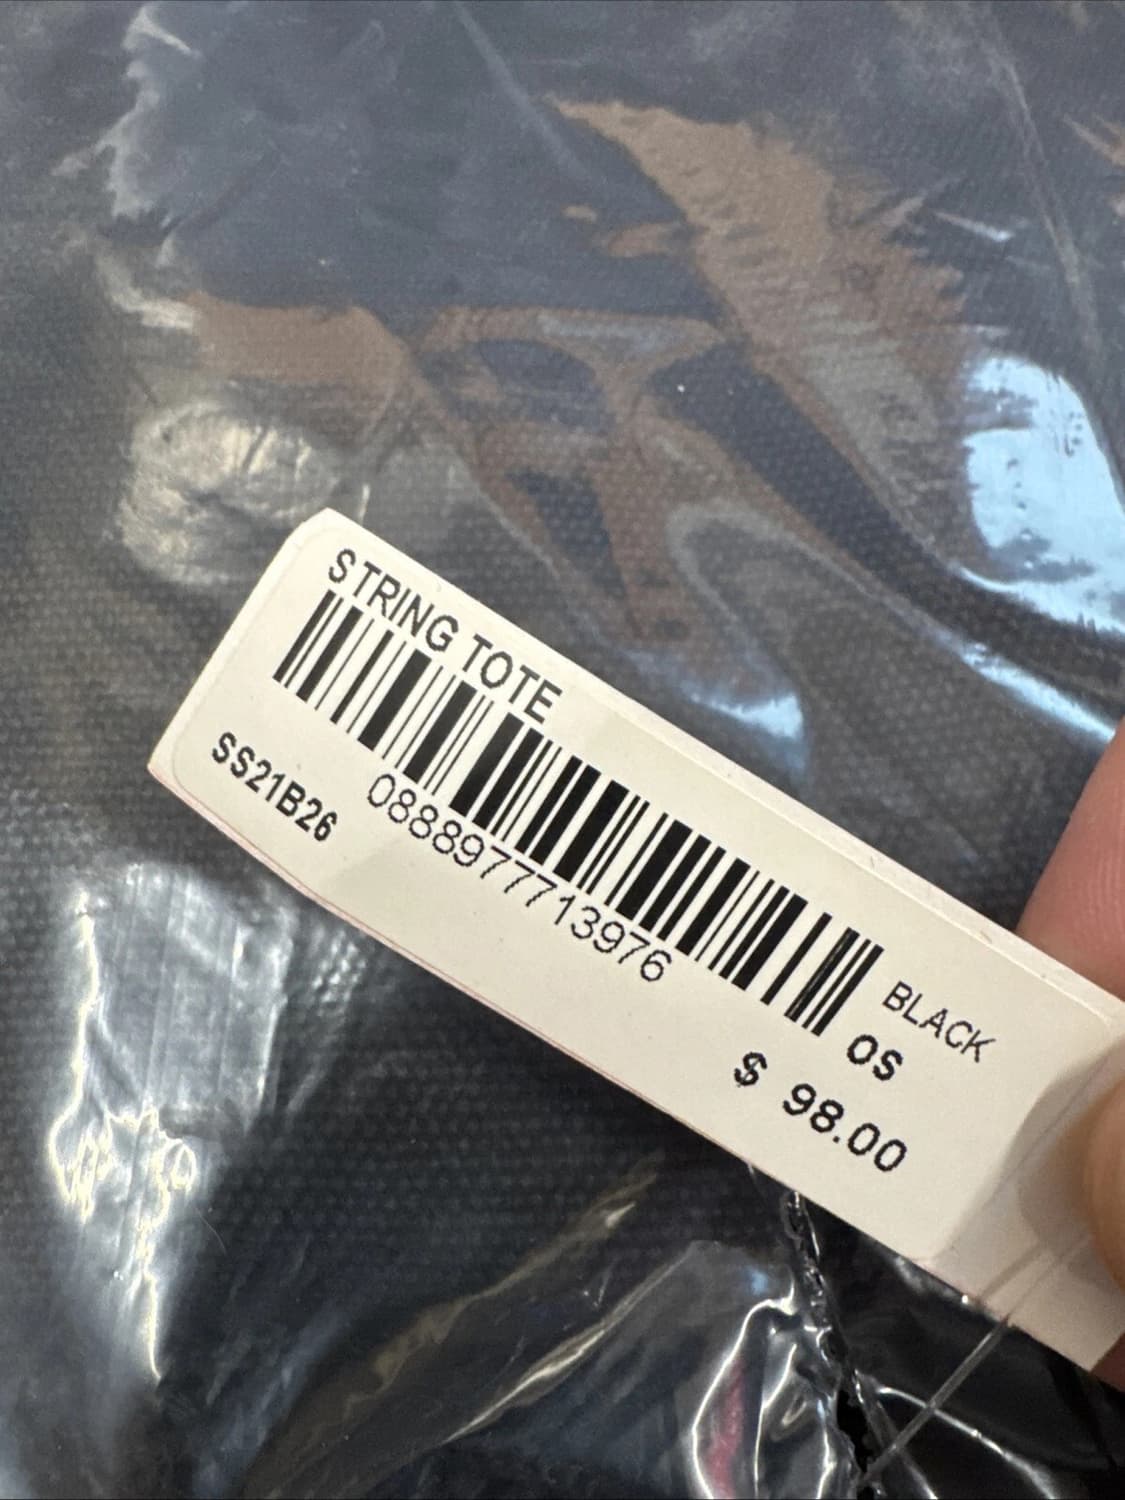 STRING TOTE
0888977713976
SS21B26
BLACK
OS
$ 98.00